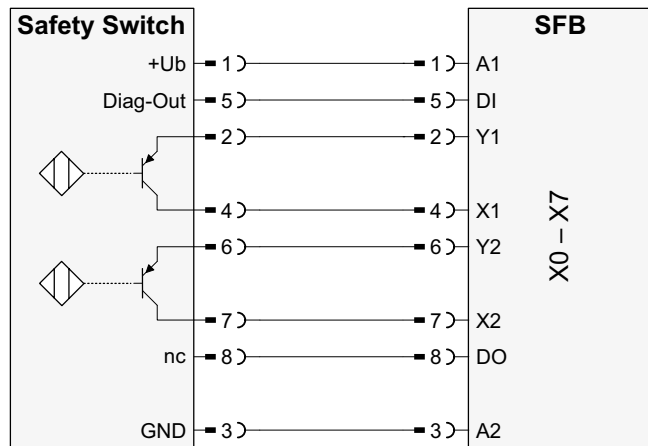 Safety Switch SFB
+Ub 1 1 A1
Diag-Out 5 5 DI
2 2 Y1
4 4 X1
X0 – X7
6 6 Y2
7 7 X2
nc 8 8 DO
GND 3 3 A2